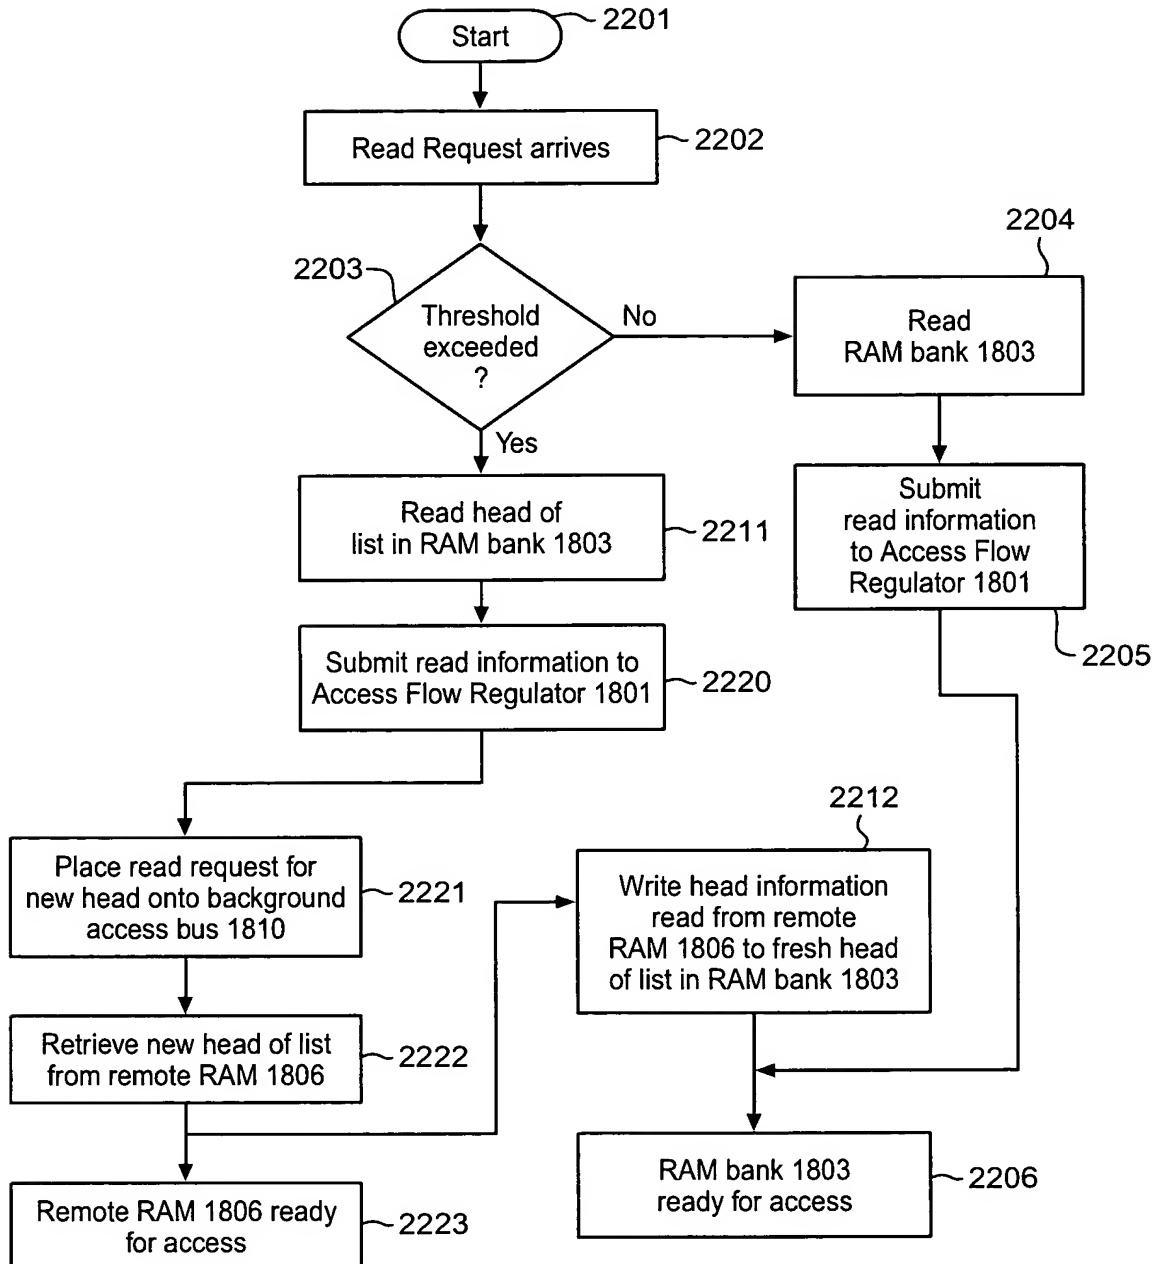 Start
2201
Read Request arrives
2202
2203
Threshold
exceeded
?
No
Yes
2204
Read
RAM bank 1803
Submit
read information
to Access Flow
Regulator 1801
2205
Read head of
list in RAM bank 1803
2211
Submit read information to
Access Flow Regulator 1801
2220
Place read request for
new head onto background
access bus 1810
2221
2212
Write head information
read from remote
RAM 1806 to fresh head
of list in RAM bank 1803
Retrieve new head of list
from remote RAM 1806
2222
Remote RAM 1806 ready
for access
2223
RAM bank 1803
ready for access
2206